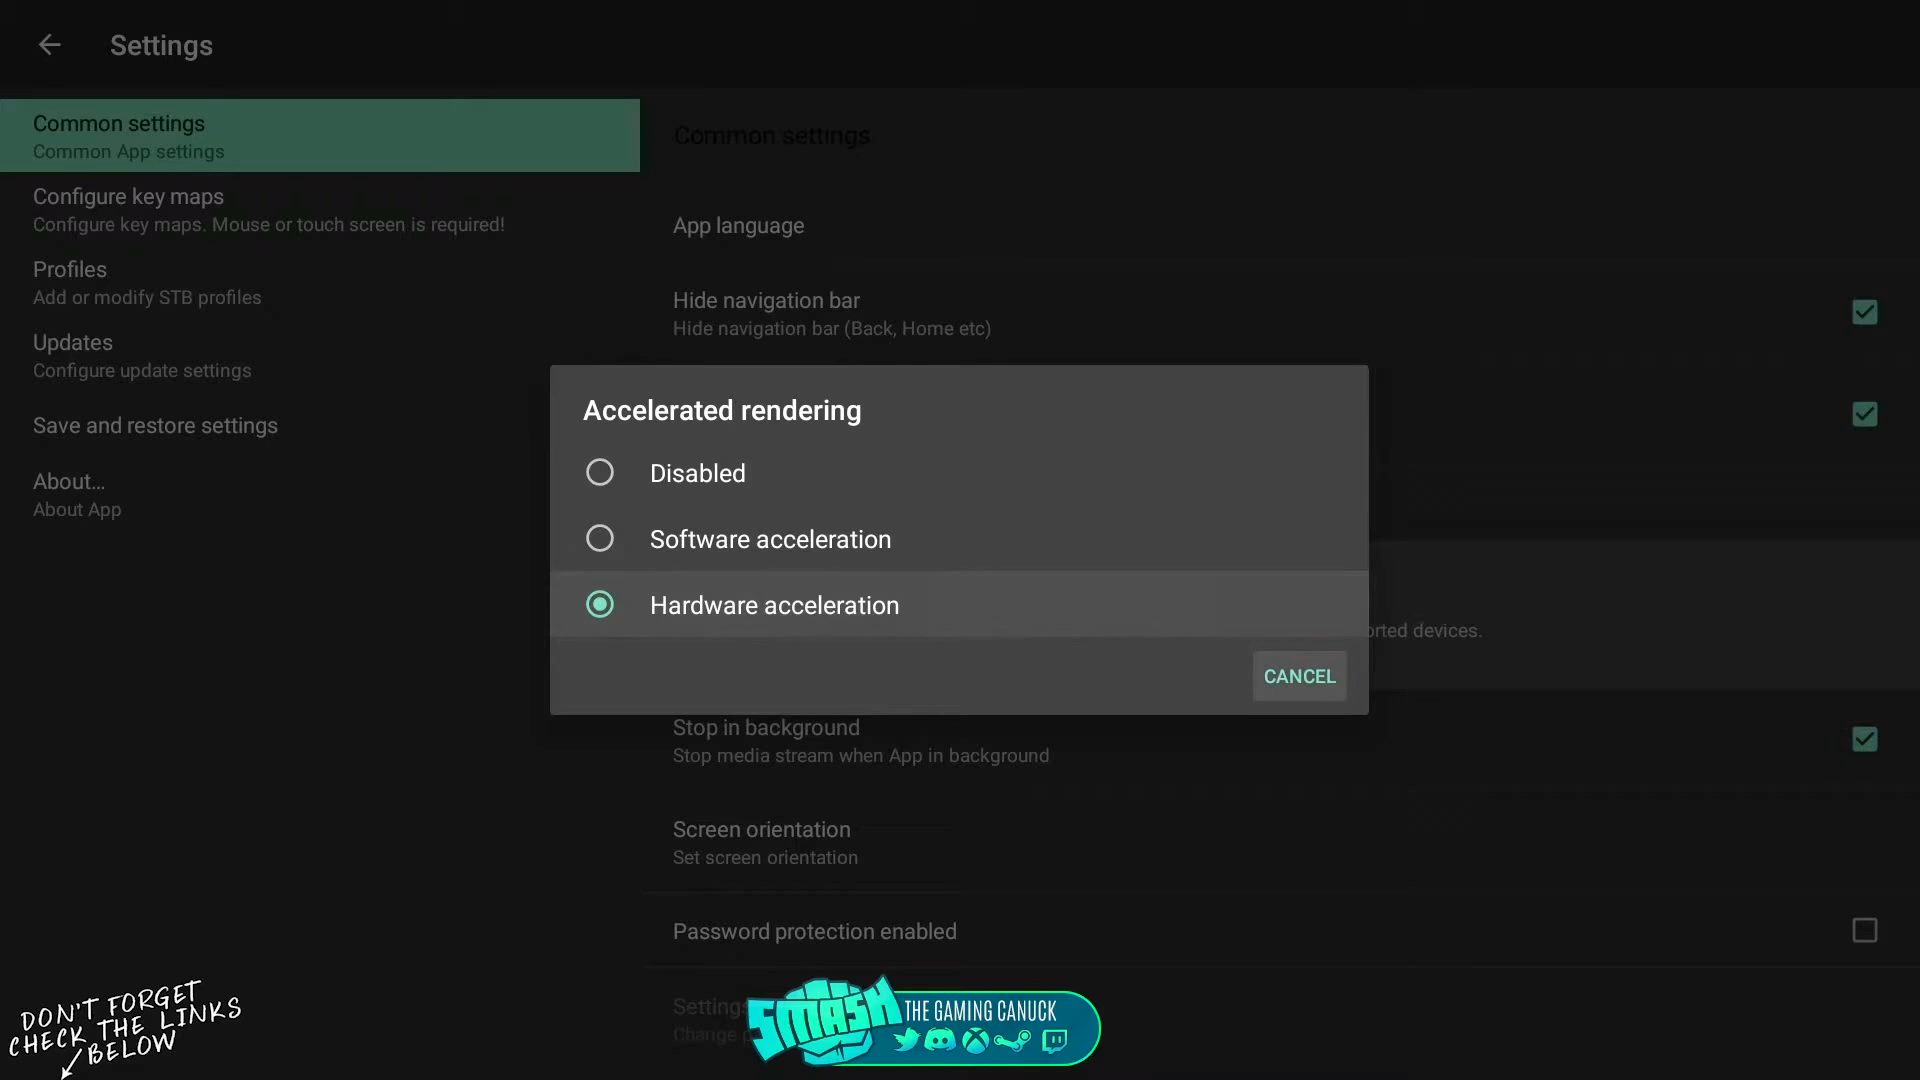 Settings
Common settings
Common App settings
Configure key maps
Configure key maps. Mouse or touch screen is required!
Profiles
Add or modify STB profiles
Updates
Configure update settings
Save and restore settings
About...
About App
Common settings
App language
Hide navigation bar
Hide navigation bar (Back, Home etc)
Accelerated rendering
Disabled
Software acceleration
Hardware acceleration
devices.
CANCEL
Stop in background
Stop media stream when App in background
Screen orientation
Set screen orientation
Password protection enabled
Settings
Change
DON'T FORGET
CHECK THE LINKS
BELOW
SMASH
THE GAMING CANUCK